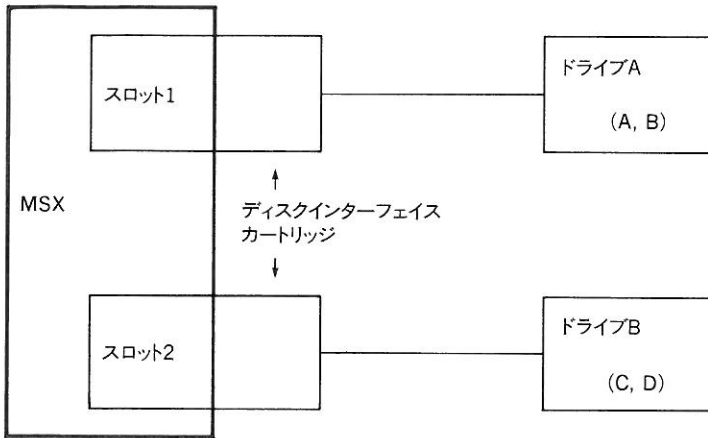 スロット1
ドライブA
(A, B)
MSX
ディスクインターフェイス
カートリッジ
スロット2
ドライブB
(C, D)